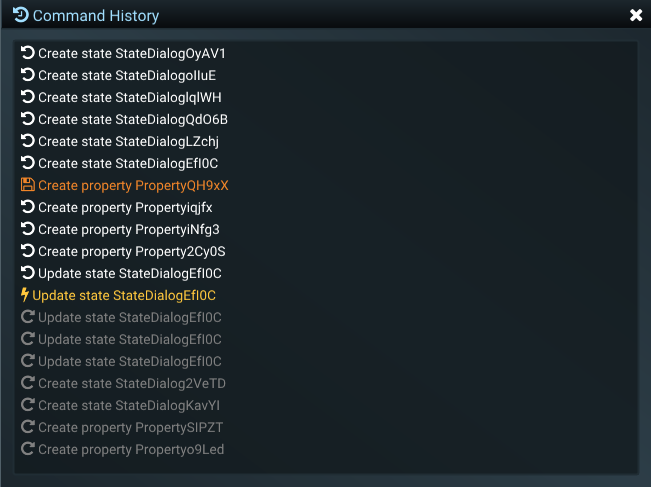 Command History
Create state StateDialogOyAV1
Create state StateDialogoIIuE
Create state StateDialogIqlWH
Create state StateDialogQdO6B
Create state StateDialogLZchj
Create state StateDialogEfI0C
Create property PropertyQH9xX
Create property Propertyiqjfx
Create property PropertyiNfg3
Create property Property2Cy0S
Update state StateDialogEfI0C
Update state StateDialogEfI0C
Update state StateDialogEfI0C
Update state StateDialogEfI0C
Update state StateDialogEfI0C
Create state StateDialog2VeTD
Create state StateDialogKavYI
Create property PropertySIPZT
Create property Propertyo9Led